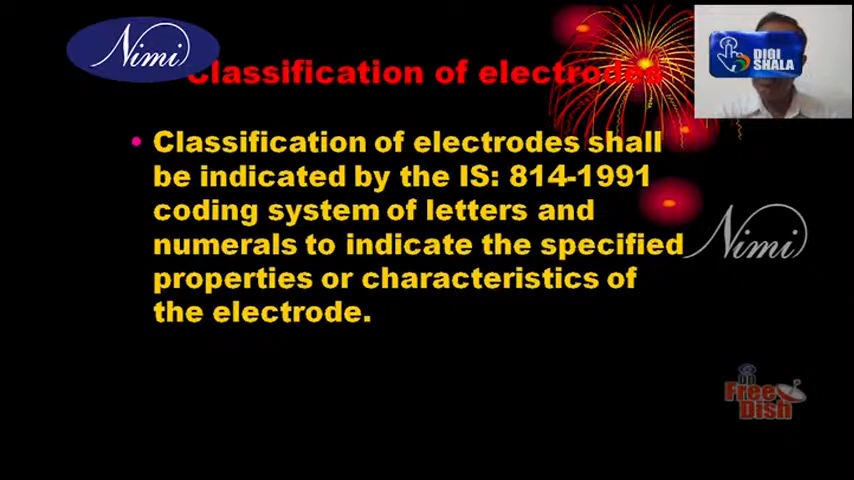 Nimi
Classification of electrodes
DIGI
SHALA
• Classification of electrodes shall
be indicated by the IS: 814-1991
coding system of letters and
numerals to indicate the specified
properties or characteristics of
the electrode.
Nimi
Free
Dish